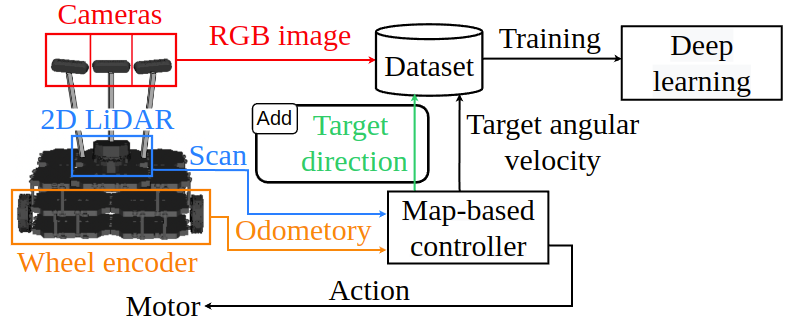 Cameras
RGB image
Dataset
Training
Deep
learning
2D LiDAR
Add
Target
direction
Target angular
velocity
Scan
Map-based
controller
Odometory
Wheel encoder
Action
Motor